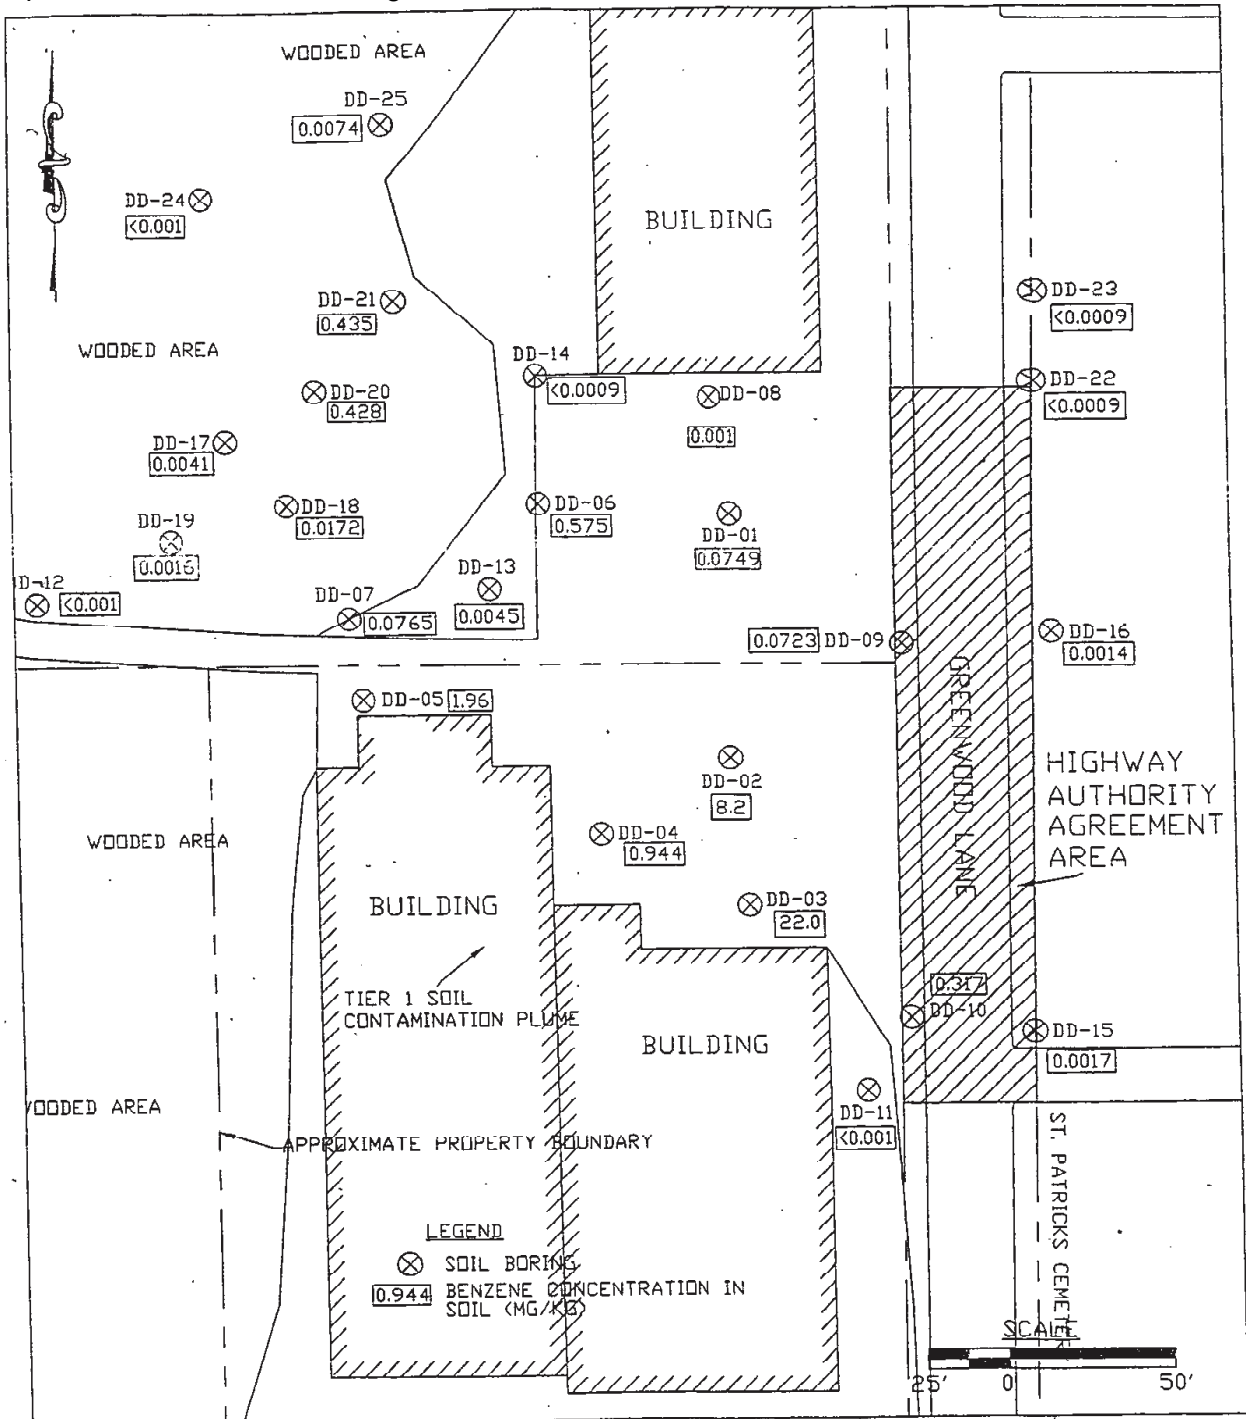 WOODED AREA
DD-25
0.0074
DD-24
<0.001
BUILDING
DD-21
0.435
DD-23
<0.0009
WOODED AREA
DD-14
<0.0009
DD-20
0.428
DD-08
0.001
DD-22
<0.0009
DD-17
0.0041
DD-18
0.0172
DD-06
0.575
DD-01
0.0749
DD-19
0.0016
D-12
<0.001
DD-07
0.0765
DD-13
0.0045
0.0723 DD-09
DD-16
0.0014
DD-05 1.96
GREENWOOD LANE
DD-02
8.2
HIGHWAY
AUTHORITY
AGREEMENT
AREA
WOODED AREA
DD-04
0.944
DD-03
22.0
BUILDING
TIER 1 SOIL
CONTAMINATION PLUME
0.317
DD-10
DD-15
0.0017
BUILDING
WOODED AREA
DD-11
<0.001
APPROXIMATE PROPERTY BOUNDARY
ST. PATRICKS CEMETER
LEGEND
SOIL BORING
0.944 BENZENE CONCENTRATION IN
SOIL (MG/KG)
SCALE
25' 0 50'